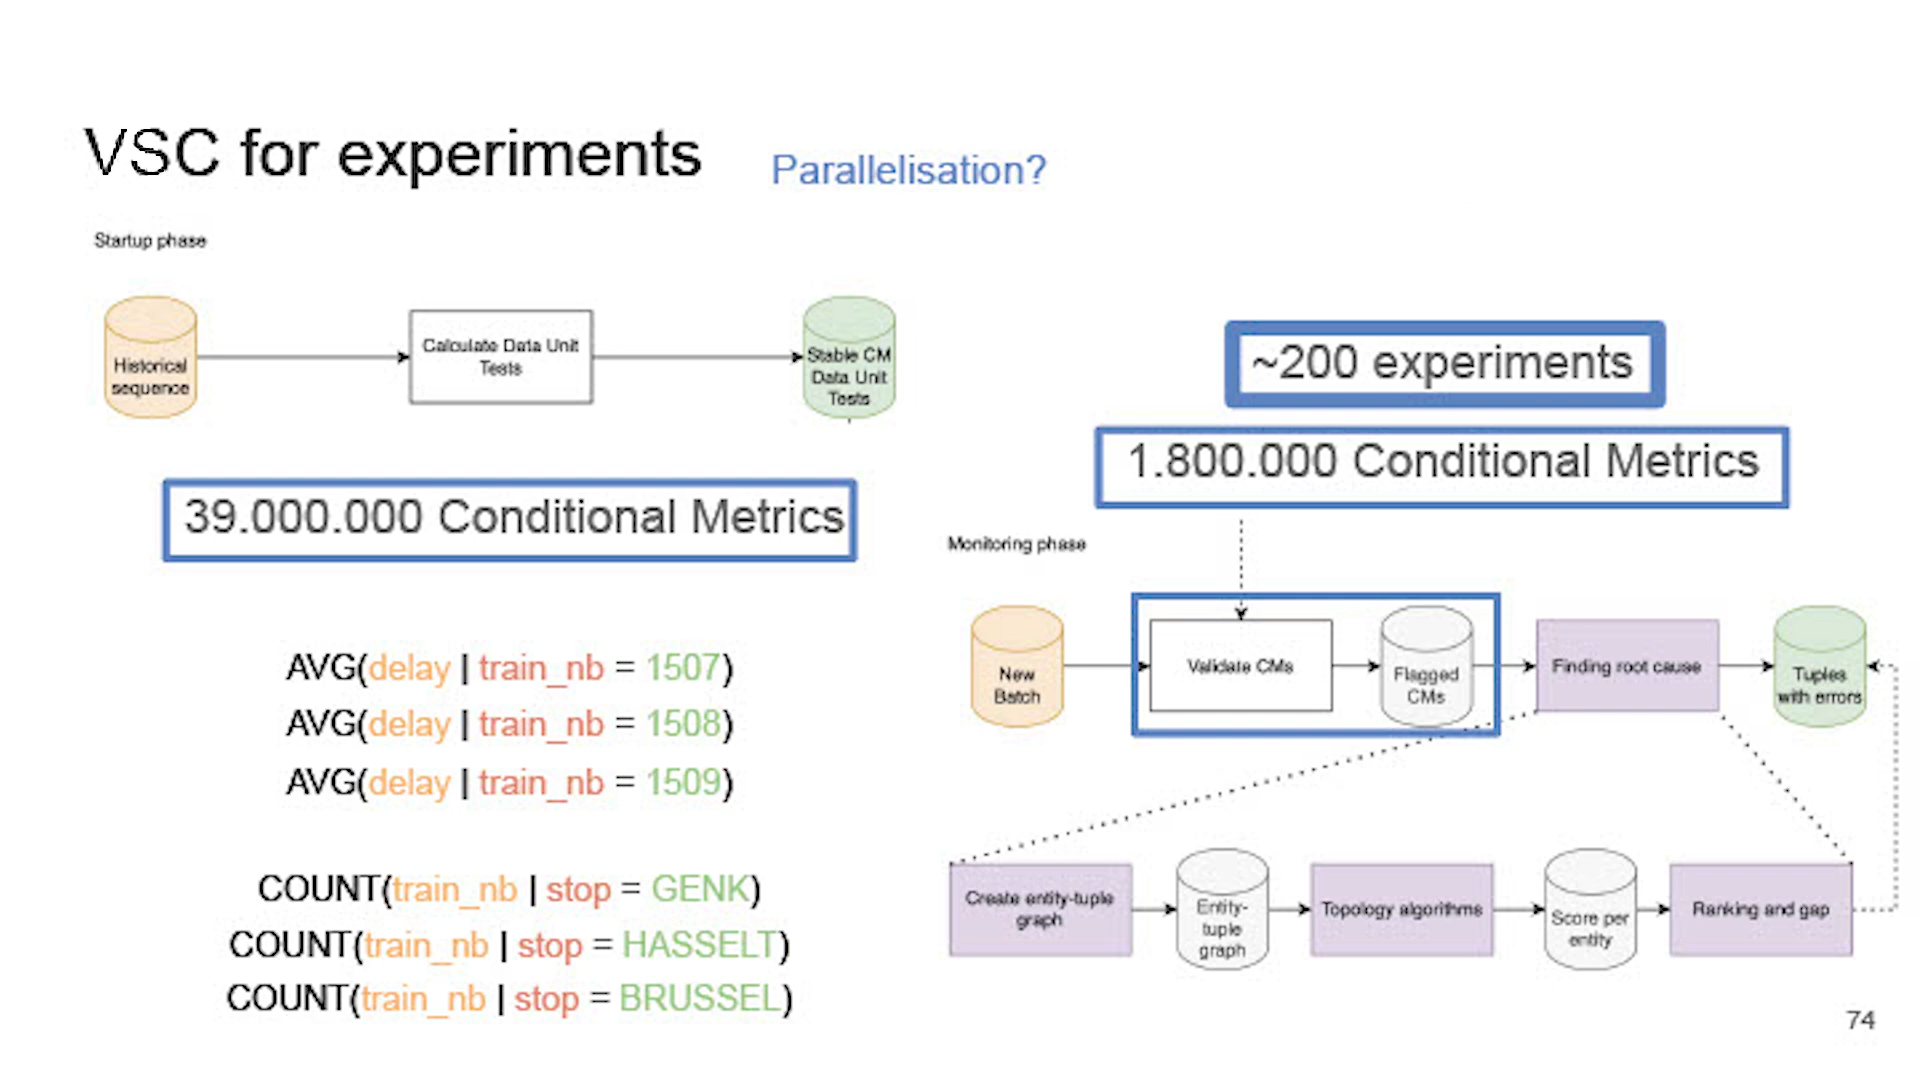 VSC for experiments
Parallelisation?
Startup phase
Historical
sequence
Calculate Data Unit
Tests
Stable CM
Data Unit
Tests
39.000.000 Conditional Metrics
AVG(delay | train_nb = 1507)
AVG(delay | train_nb = 1508)
AVG(delay | train_nb = 1509)
COUNT(train_nb | stop = GENK)
COUNT(train_nb | stop = HASSELT)
COUNT(train_nb | stop = BRUSSEL)
~200 experiments
1.800.000 Conditional Metrics
Monitoring phase
New
Batch
Validate CMs
Flagged
CMs
Finding root cause
Tuples
with errors
Create entity-tuple
graph
Entity-
tuple
graph
Topology algorithms
Score per
entity
Ranking and gap
74